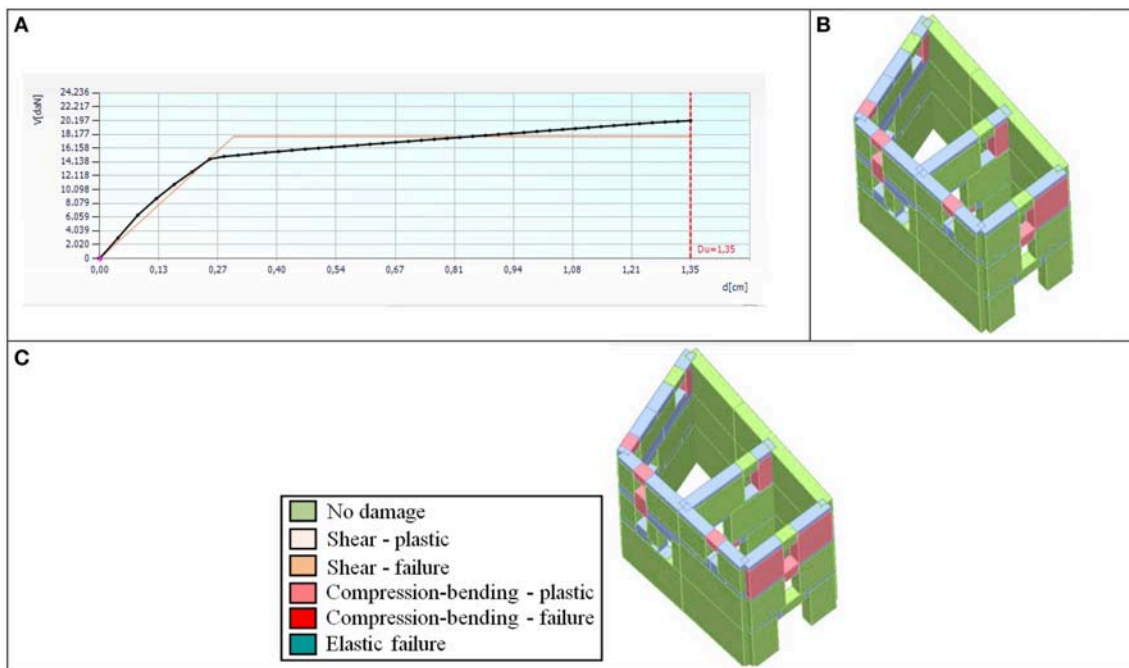 A
V[daN]
24,236
22.217
20.197
18.177
16.158
14.138
12.118
10.098
8.079
6.059
4.039
2.020
0
0,00 0,13 0,27 0,40 0,54 0,67 0,81 0,94 1,08 1,21 1,35
Du=1,35
d[cm]
B
C
No damage
Shear - plastic
Shear - failure
Compression-bending - plastic
Compression-bending - failure
Elastic failure